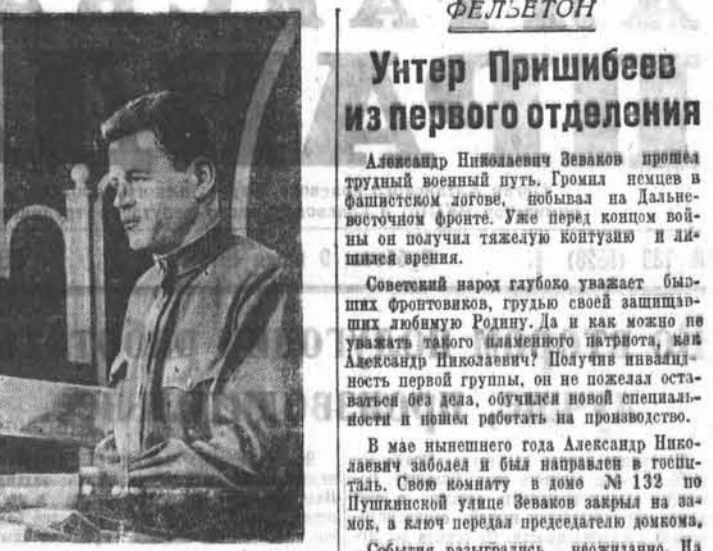 ФЕЛЬЕТОН
Унтер Пришибеев
из первого отделения
Александр Николаевич Зеваков прошел
трудный военный путь. Громил немцев в
фашистском логове, побывал на Дальне-
восточном фронте. Уже перед концом вой-
ны он получил тяжелую контузию и ли-
шился зрения.
Советский народ глубоко уважает быв-
ших фронтовиков, грудью своей защищав-
ших любимую Родину. Да и как можно не
уважать такого пламенного патриота, как
Александр Николаевич? Получив инвалид-
ность первой группы, он не пожелал оста-
ваться без дела, обучился новой специаль-
ности и пошел работать на производство.
В мае нынешнего года Александр Нико-
лаевич заболел и был направлен в госпи-
таль. Свою комнату в доме № 132 по
Пушкинской улице Зеваков закрыл на за-
мок, а ключ передал председателю домкома.
События разыгрались неожиданно. На